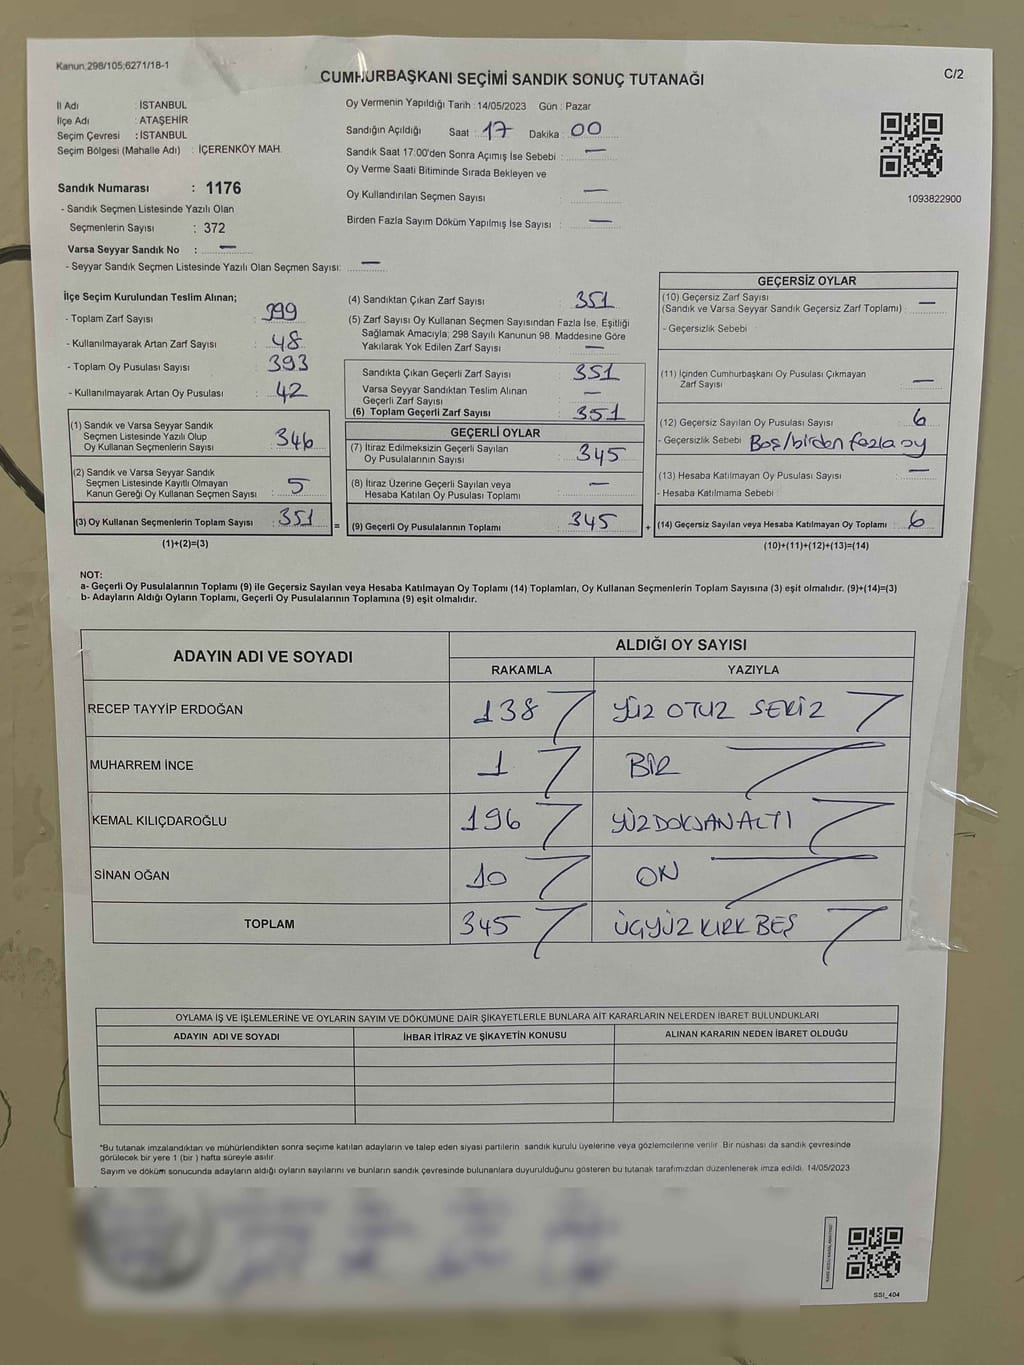 Kanun:298/105;6271/18-1
CUMHURBAŞKANI SEÇİMİ SANDIK SONUÇ TUTANAĞI
C/2
İl Adı : İSTANBUL
İlçe Adı : ATAŞEHİR
Seçim Çevresi : İSTANBUL
Seçim Bölgesi (Mahalle Adı) : İÇERENKÖY MAH.
Oy Vermenin Yapıldığı Tarih : 14/05/2023 Gün : Pazar
Sandığın Açıldığı Saat : 17 Dakika : 00
Sandık Saat 17:00'den Sonra Açımış İse Sebebi : —
Oy Verme Saati Bitiminde Sırada Bekleyen ve
Oy Kullandırılan Seçmen Sayısı : —
Birden Fazla Sayım Döküm Yapılmış İse Sayısı : —
1093822900
Sandık Numarası : 1176
- Sandık Seçmen Listesinde Yazılı Olan
Seçmenlerin Sayısı : 372
Varsa Seyyar Sandık No : —
- Seyyar Sandık Seçmen Listesinde Yazılı Olan Seçmen Sayısı: —
İlçe Seçim Kurulundan Teslim Alınan;
- Toplam Zarf Sayısı : 399
- Kullanılmayarak Artan Zarf Sayısı : 48
- Toplam Oy Pusulası Sayısı : 393
- Kullanılmayarak Artan Oy Pusulası : 42
(1) Sandık ve Varsa Seyyar Sandık
Seçmen Listesinde Yazılı Olup
Oy Kullanan Seçmenlerin Sayısı : 346
(2) Sandık ve Varsa Seyyar Sandık
Seçmen Listesinde Kayıtlı Olmayan
Kanun Gereği Oy Kullanan Seçmen Sayısı : 5
(3) Oy Kullanan Seçmenlerin Toplam Sayısı : 351
(1)+(2)=(3)
(4) Sandıktan Çıkan Zarf Sayısı : 351
(5) Zarf Sayısı Oy Kullanan Seçmen Sayısından Fazla İse, Eşitliği
Sağlamak Amacıyla; 298 Sayılı Kanunun 98. Maddesine Göre
Yakılarak Yok Edilen Zarf Sayısı : —
Sandıkta Çıkan Geçerli Zarf Sayısı : 351
Varsa Seyyar Sandıktan Teslim Alınan
Geçerli Zarf Sayısı : —
(6) Toplam Geçerli Zarf Sayısı : 351
GEÇERLİ OYLAR
(7) İtiraz Edilmeksizin Geçerli Sayılan
Oy Pusulalarının Sayısı : 345
(8) İtiraz Üzerine Geçerli Sayılan veya
Hesaba Katılan Oy Pusulası Toplamı : —
= (9) Geçerli Oy Pusulalarının Toplamı : 345
GEÇERSİZ OYLAR
(10) Geçersiz Zarf Sayısı
(Sandık ve Varsa Seyyar Sandık Geçersiz Zarf Toplamı) : —
- Geçersizlik Sebebi :
(11) İçinden Cumhurbaşkanı Oy Pusulası Çıkmayan
Zarf Sayısı : —
(12) Geçersiz Sayılan Oy Pusulası Sayısı : 6
- Geçersizlik Sebebi : Boş/birden fazla oy
(13) Hesaba Katılmayan Oy Pusulası Sayısı : —
- Hesaba Katılmama Sebebi :
+ (14) Geçersiz Sayılan veya Hesaba Katılmayan Oy Toplamı : 6
(10)+(11)+(12)+(13)=(14)
NOT:
a- Geçerli Oy Pusulalarının Toplamı (9) ile Geçersiz Sayılan veya Hesaba Katılmayan Oy Toplamı (14) Toplamları, Oy Kullanan Seçmenlerin Toplam Sayısına (3) eşit olmalıdır. (9)+(14)=(3)
b- Adayların Aldığı Oyların Toplamı, Geçerli Oy Pusulalarının Toplamına (9) eşit olmalıdır.
ADAYIN ADI VE SOYADI ALDIĞI OY SAYISI
RAKAMLA YAZIYLA
RECEP TAYYİP ERDOĞAN 138 YÜZ OTUZ SEKİZ
MUHARREM İNCE 1 BİR
KEMAL KILIÇDAROĞLU 196 YÜZDOKSANALTI
SİNAN OĞAN 10 ON
TOPLAM 345 ÜÇYÜZ KIRK BEŞ
OYLAMA İŞ VE İŞLEMLERİNE VE OYLARIN SAYIM VE DÖKÜMÜNE DAİR ŞİKAYETLERLE BUNLARA AİT KARARLARIN NELERDEN İBARET BULUNDUKLARI
ADAYIN ADI VE SOYADI İHBAR İTİRAZ VE ŞİKAYETİN KONUSU ALINAN KARARIN NEDEN İBARET OLDUĞU
*Bu tutanak imzalandıktan ve mühürlendikten sonra seçime katılan adayların ve talep eden siyasi partilerin sandık kurulu üyelerine veya gözlemcilerine verilir. Bir nüshası da sandık çevresinde
görülecek bir yere 1 (bir) hafta süreyle asılır.
Sayım ve döküm sonucunda adayların aldığı oyların sayılarını ve bunların sandık çevresinde bulunanlara duyurulduğunu gösteren bu tutanak tarafımızdan düzenlenerek imza edildi. 14/05/2023
SSI_404